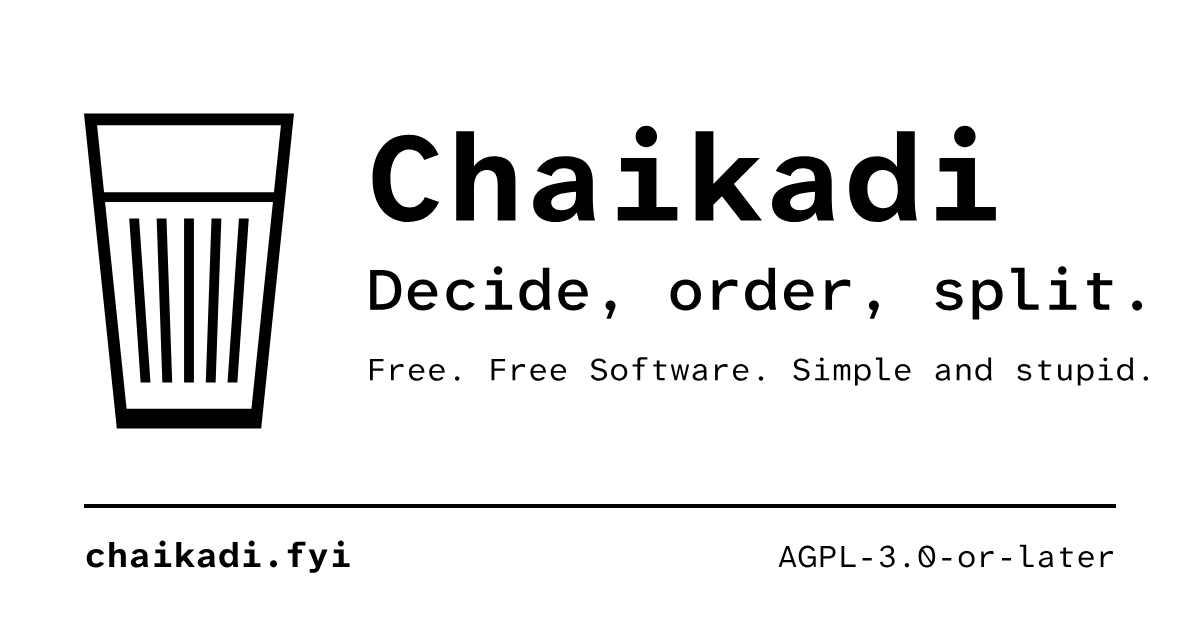 Chaikadi
Decide, order, split.
Free. Free Software. Simple and stupid.
chaikadi.fyi
AGPL-3.0-or-later